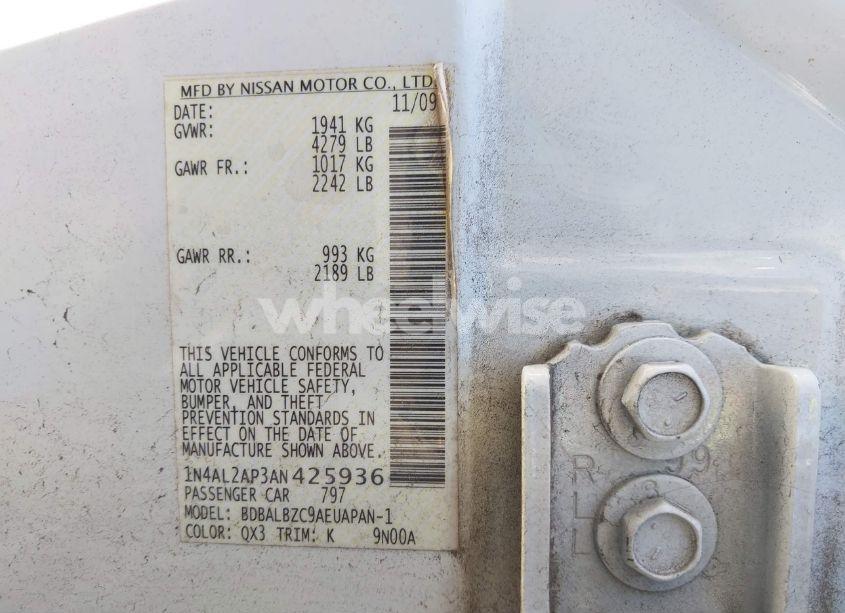 MFD BY NISSAN MOTOR CO., LTD.
DATE: 11/09
GVWR: 1941 KG
4279 LB
GAWR FR.: 1017 KG
2242 LB
GAWR RR.: 993 KG
2189 LB
wheelwise
THIS VEHICLE CONFORMS TO
ALL APPLICABLE FEDERAL
MOTOR VEHICLE SAFETY,
BUMPER, AND THEFT
PREVENTION STANDARDS IN
EFFECT ON THE DATE OF
MANUFACTURE SHOWN ABOVE.
1N4AL2AP3AN425936
PASSENGER CAR 797
MODEL: BDBALBZC9AEUAPAN-1
COLOR: QX3 TRIM: K 9N00A
R 99
L 3
L